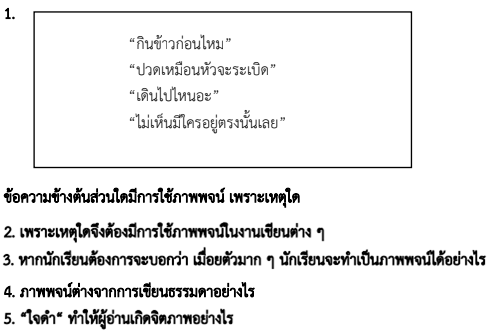 1.
“กินข้าวก่อนไหม”
“ปวดเหมือนหัวจะระเบิด”
“เดินไปไหนอะ”
“ไม่เห็นมีใครอยู่ตรงนั้นเลย”
ข้อความข้างต้นส่วนใดมีการใช้ภาพพจน์ เพราะเหตุใด
2. เพราะเหตุใดจึงต้องมีการใช้ภาพพจน์ในงานเขียนต่าง ๆ
3. หากนักเรียนต้องการจะบอกว่า เมื่อยตัวมาก ๆ นักเรียนจะทำเป็นภาพพจน์ได้อย่างไร
4. ภาพพจน์ต่างจากการเขียนธรรมดาอย่างไร
5. “ใจดำ“ ทำให้ผู้อ่านเกิดจิตภาพอย่างไร